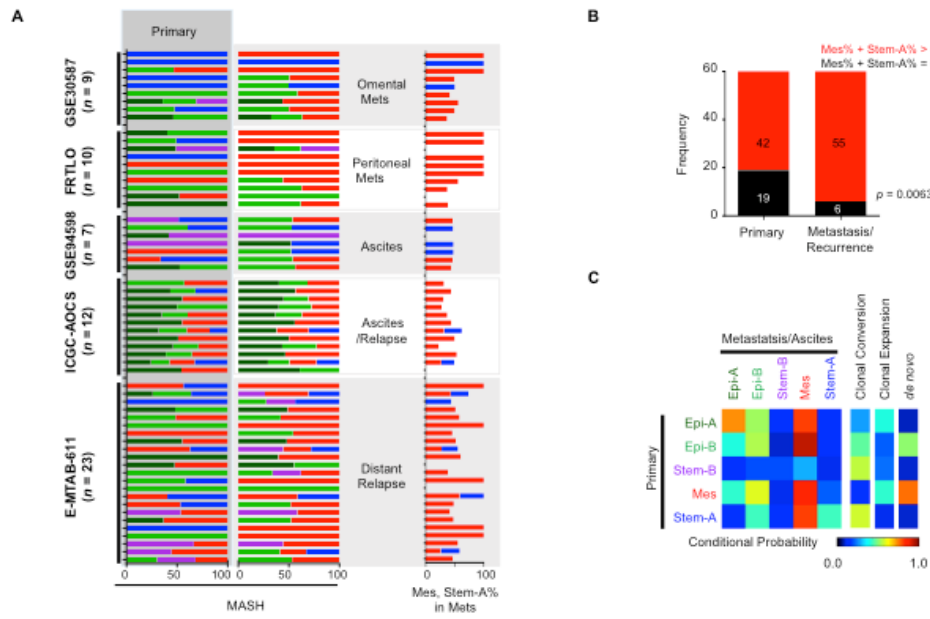 A
Primary
GSE30587
(n = 9)
Omental
Mets
FRTLO
(n = 10)
Peritoneal
Mets
GSE94598
(n = 7)
Ascites
ICGC-AOCS
(n = 12)
Ascites
/Relapse
E-MTAB-611
(n = 23)
Distant
Relapse
0 50 100
0 50 100
0 100
MASH
Mes, Stem-A%
in Mets
B
Mes% + Stem-A% >
Mes% + Stem-A% =
Frequency
60
40
20
0
42
55
19
6
p = 0.0063
Primary
Metastasis/
Recurrence
C
Metastatsis/Ascites
Epi-A
Epi-B
Stem-B
Mes
Stem-A
Clonal Conversion
Clonal Expansion
de novo
Primary
Epi-A
Epi-B
Stem-B
Mes
Stem-A
Conditional Probability
0.0 1.0